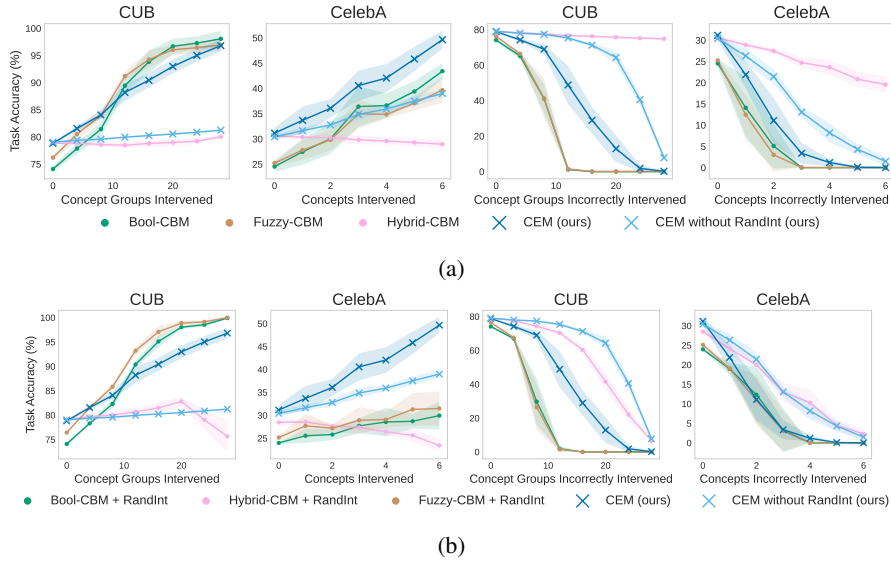 CUB CelebA CUB CelebA
Task Accuracy (%)
100 95 90 85 80 75
50 45 40 35 30 25
80 60 40 20 0
30 25 20 15 10 5 0
0 10 20
0 2 4 6
0 10 20
0 2 4 6
Concept Groups Intervened Concepts Intervened Concept Groups Incorrectly Intervened Concepts Incorrectly Intervened
Bool-CBM Fuzzy-CBM Hybrid-CBM CEM (ours) CEM without RandInt (ours)
(a)
CUB CelebA CUB CelebA
Task Accuracy (%)
100 95 90 85 80 75
50 45 40 35 30 25
80 60 40 20 0
30 25 20 15 10 5 0
0 10 20
0 2 4 6
0 10 20
0 2 4 6
Concept Groups Intervened Concepts Intervened Concept Groups Incorrectly Intervened Concepts Incorrectly Intervened
Bool-CBM + RandInt Hybrid-CBM + RandInt Fuzzy-CBM + RandInt CEM (ours) CEM without RandInt (ours)
(b)